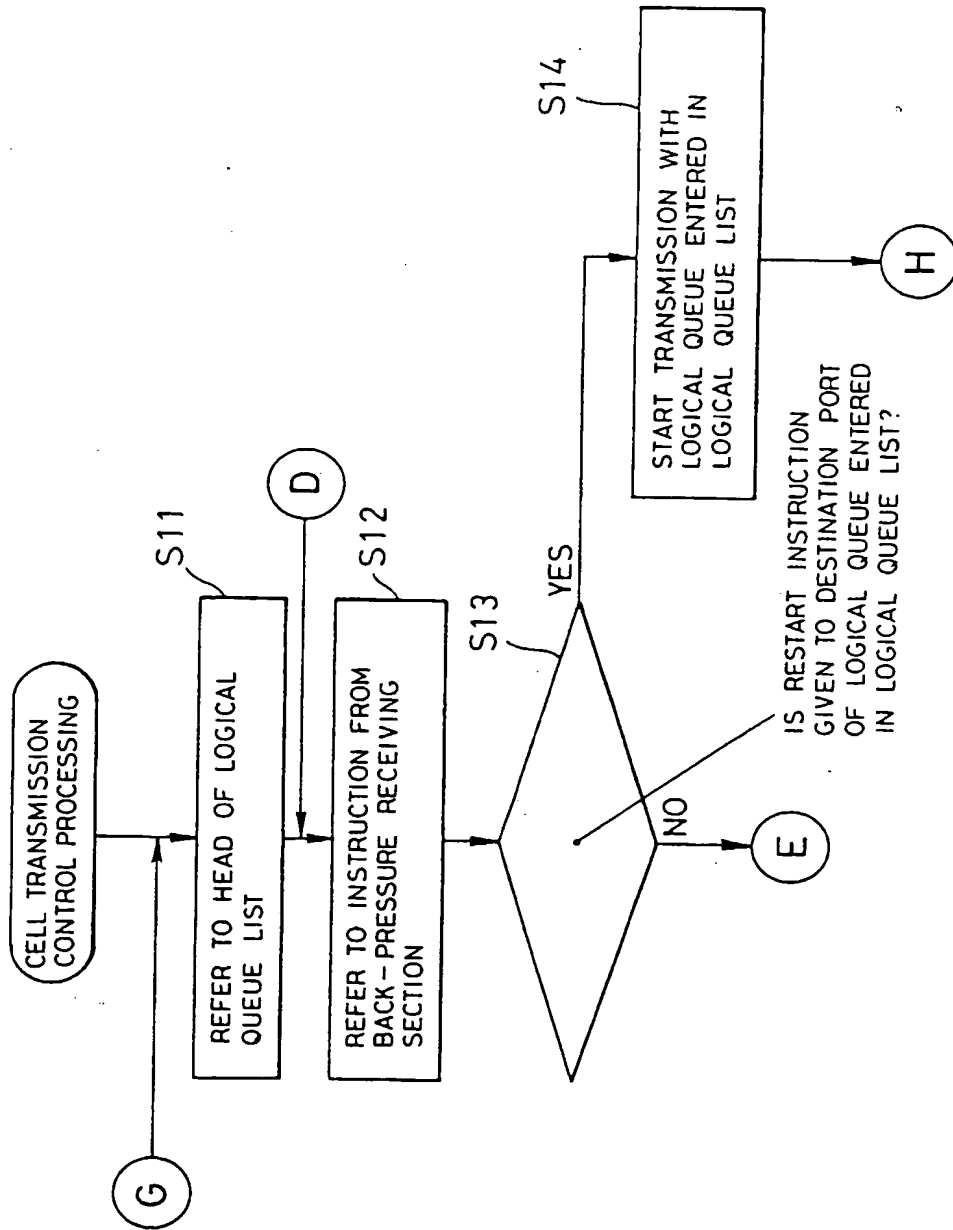 CELL TRANSMISSION
CONTROL PROCESSING
G
S11
REFER TO HEAD OF LOGICAL
QUEUE LIST
D
S12
REFER TO INSTRUCTION FROM
BACK-PRESSURE RECEIVING
SECTION
S13
YES
NO
S14
START TRANSMISSION WITH
LOGICAL QUEUE ENTERED IN
LOGICAL QUEUE LIST
IS RESTART INSTRUCTION
GIVEN TO DESTINATION PORT
OF LOGICAL QUEUE ENTERED
IN LOGICAL QUEUE LIST?
E
H